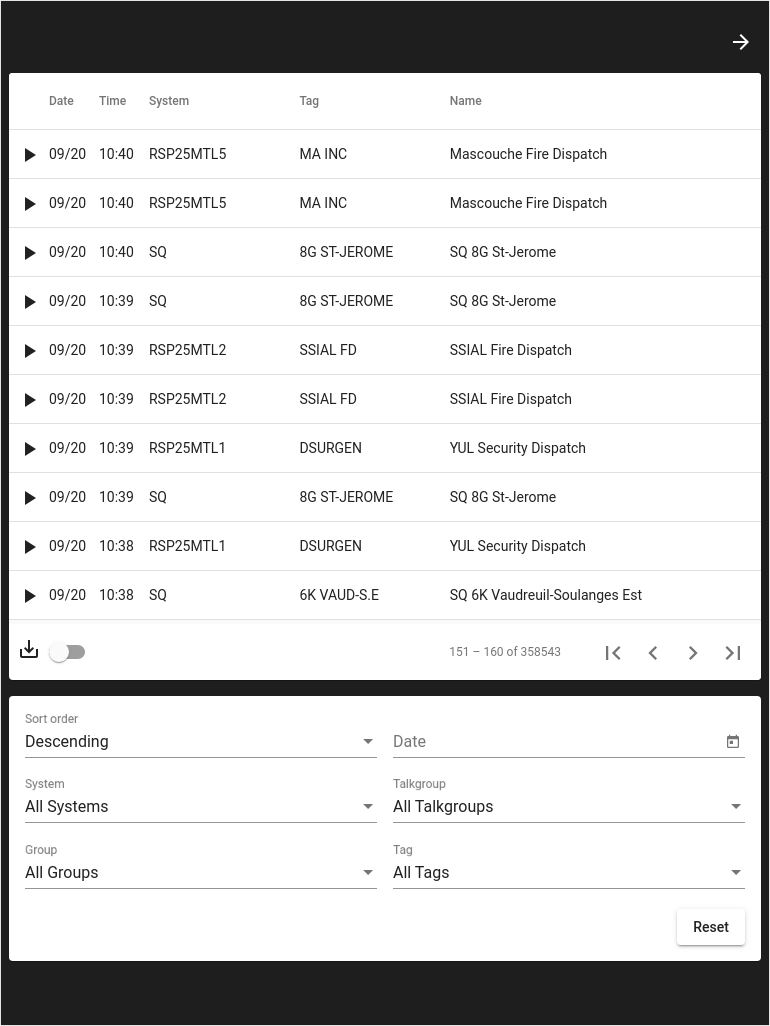 Date Time System Tag Name
09/20 10:40 RSP25MTL5 MA INC Mascouche Fire Dispatch
09/20 10:40 RSP25MTL5 MA INC Mascouche Fire Dispatch
09/20 10:40 SQ 8G ST-JEROME SQ 8G St-Jerome
09/20 10:39 SQ 8G ST-JEROME SQ 8G St-Jerome
09/20 10:39 RSP25MTL2 SSIAL FD SSIAL Fire Dispatch
09/20 10:39 RSP25MTL2 SSIAL FD SSIAL Fire Dispatch
09/20 10:39 RSP25MTL1 DSURGEN YUL Security Dispatch
09/20 10:39 SQ 8G ST-JEROME SQ 8G St-Jerome
09/20 10:38 RSP25MTL1 DSURGEN YUL Security Dispatch
09/20 10:38 SQ 6K VAUD-S.E SQ 6K Vaudreuil-Soulanges Est
151 – 160 of 358543
Sort order
Descending Date
System Talkgroup
All Systems All Talkgroups
Group Tag
All Groups All Tags
Reset